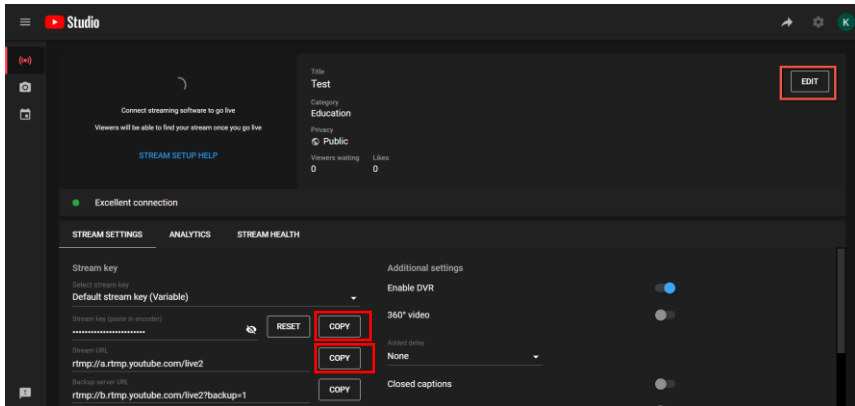 Studio
K
Connect streaming software to go live
Viewers will be able to find your stream once you go live
STREAM SETUP HELP
Title
Test
Category
Education
Privacy
Public
Viewers waiting Likes
0 0
EDIT
Excellent connection
STREAM SETTINGS ANALYTICS STREAM HEALTH
Stream key
Select stream key
Default stream key (Variable)
Stream key (paste in encoder)
••••••••••••••••••••••••
RESET COPY
Stream URL
rtmp://a.rtmp.youtube.com/live2
COPY
Backup server URL
rtmp://b.rtmp.youtube.com/live2?backup=1
COPY
Additional settings
Enable DVR
360° video
Added delay
None
Closed captions